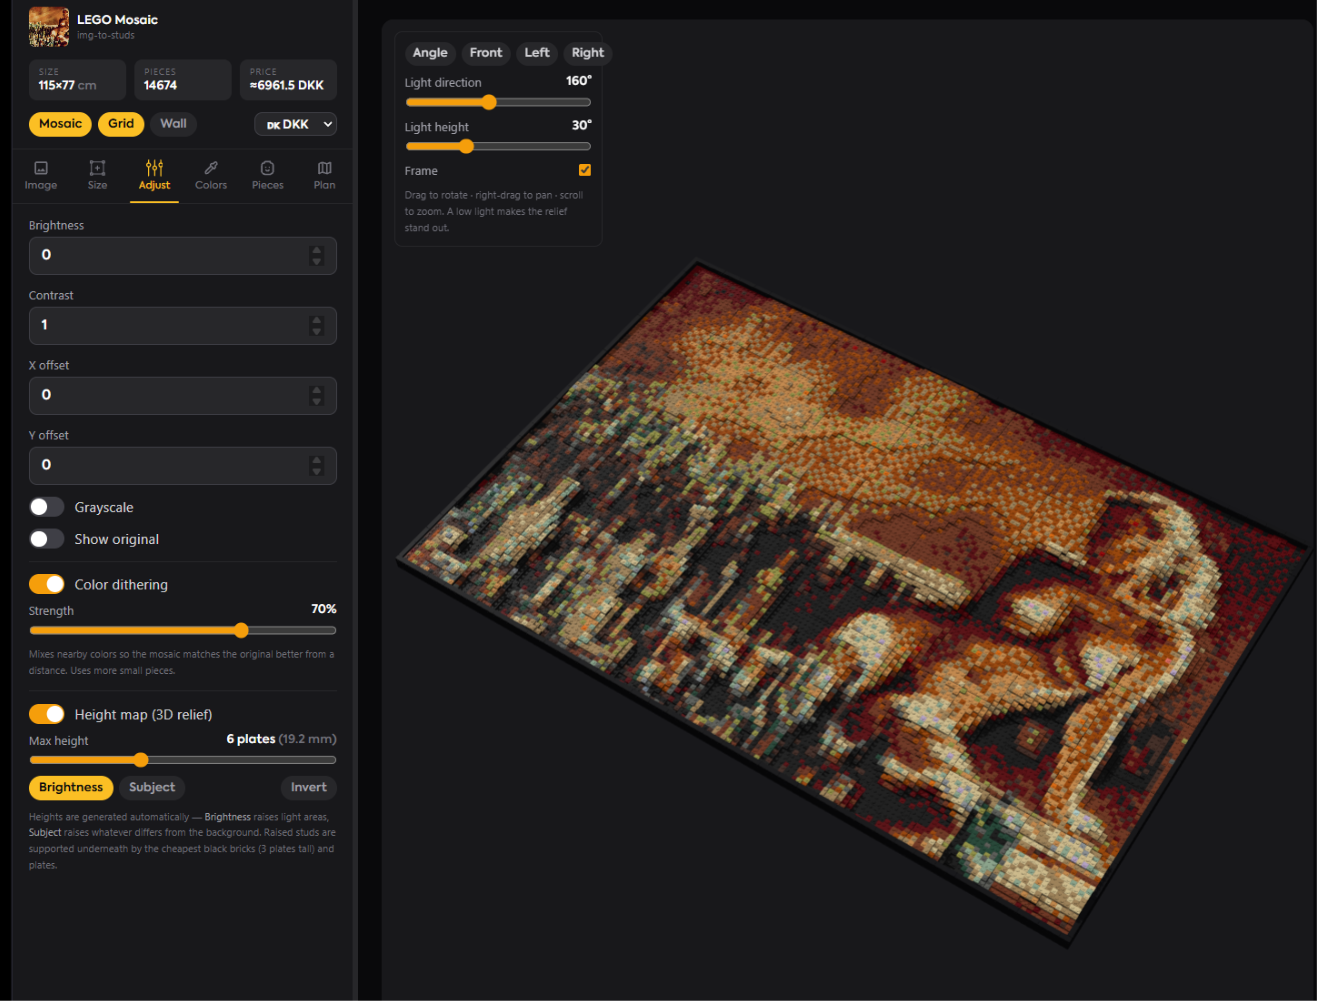 LEGO Mosaic
img-to-studs
SIZE
115×77 cm
PIECES
14674
PRICE
≈6961.5 DKK
Mosaic
Grid
Wall
DK DKK
Image
Size
Adjust
Colors
Pieces
Plan
Brightness
0
Contrast
1
X offset
0
Y offset
0
Grayscale
Show original
Color dithering
Strength
70%
Mixes nearby colors so the mosaic matches the original better from a
distance. Uses more small pieces.
Height map (3D relief)
Max height
6 plates (19.2 mm)
Brightness
Subject
Invert
Heights are generated automatically — Brightness raises light areas,
Subject raises whatever differs from the background. Raised studs are
supported underneath by the cheapest black bricks (3 plates tall) and
plates.
Angle
Front
Left
Right
Light direction
160°
Light height
30°
Frame
Drag to rotate · right-drag to pan · scroll
to zoom. A low light makes the relief
stand out.